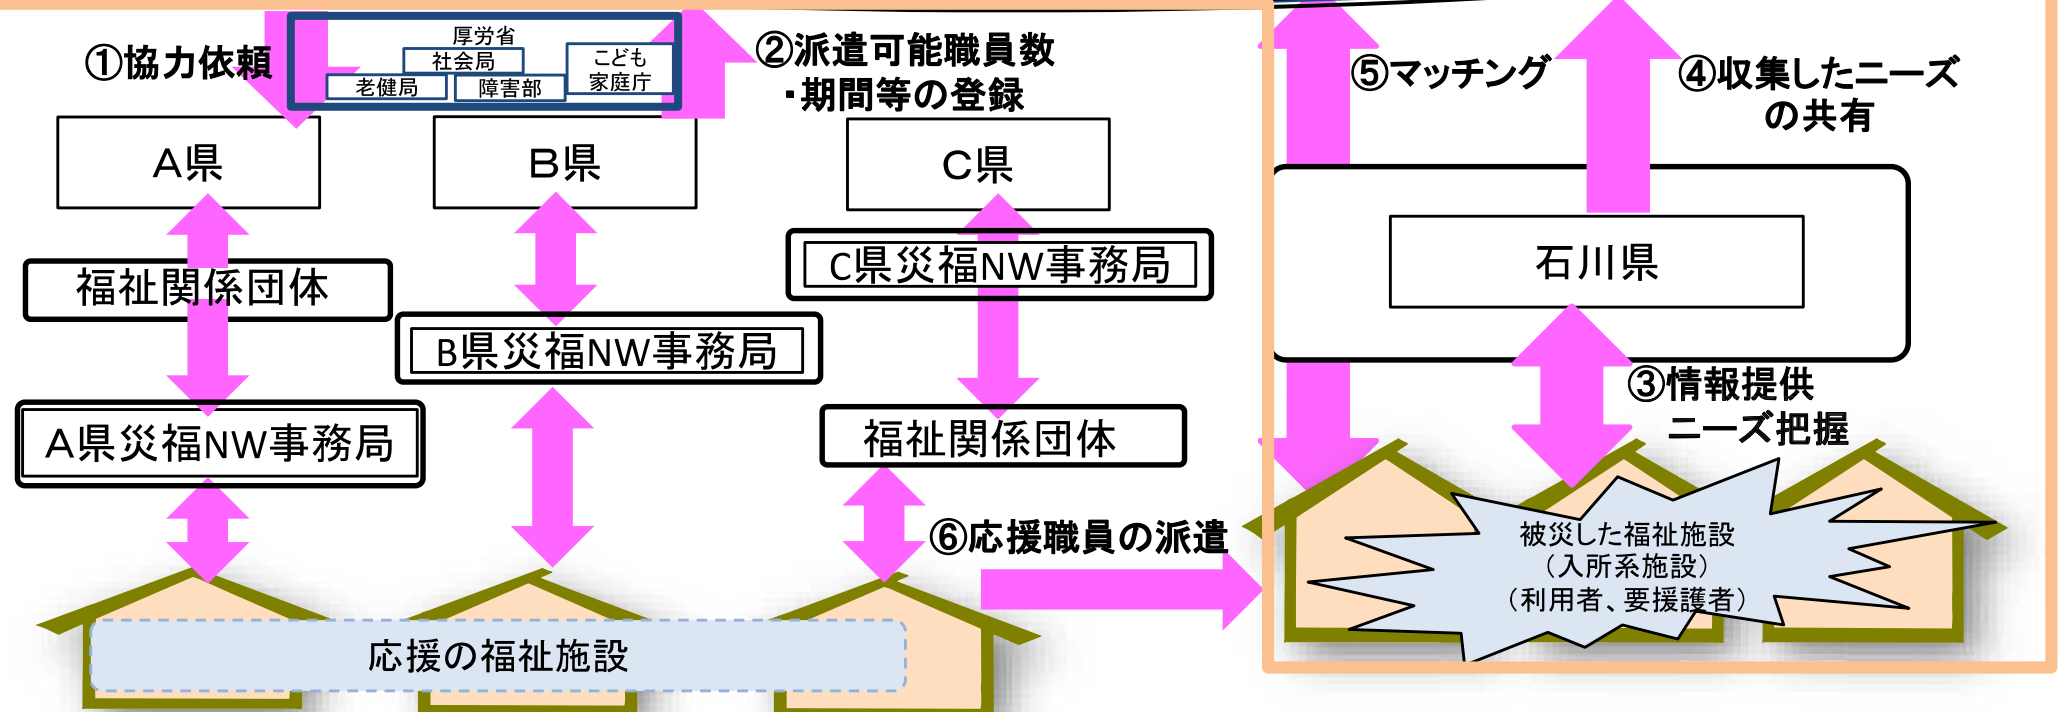 ①協力依頼
厚労省
社会局
老健局
障害部
こども
家庭庁
②派遣可能職員数
・期間等の登録
⑤マッチング
④収集したニーズ
の共有
A県
B県
C県
福祉関係団体
C県災福NW事務局
石川県
B県災福NW事務局
③情報提供
ニーズ把握
A県災福NW事務局
福祉関係団体
⑥応援職員の派遣
被災した福祉施設
（入所系施設）
（利用者、要援護者）
応援の福祉施設